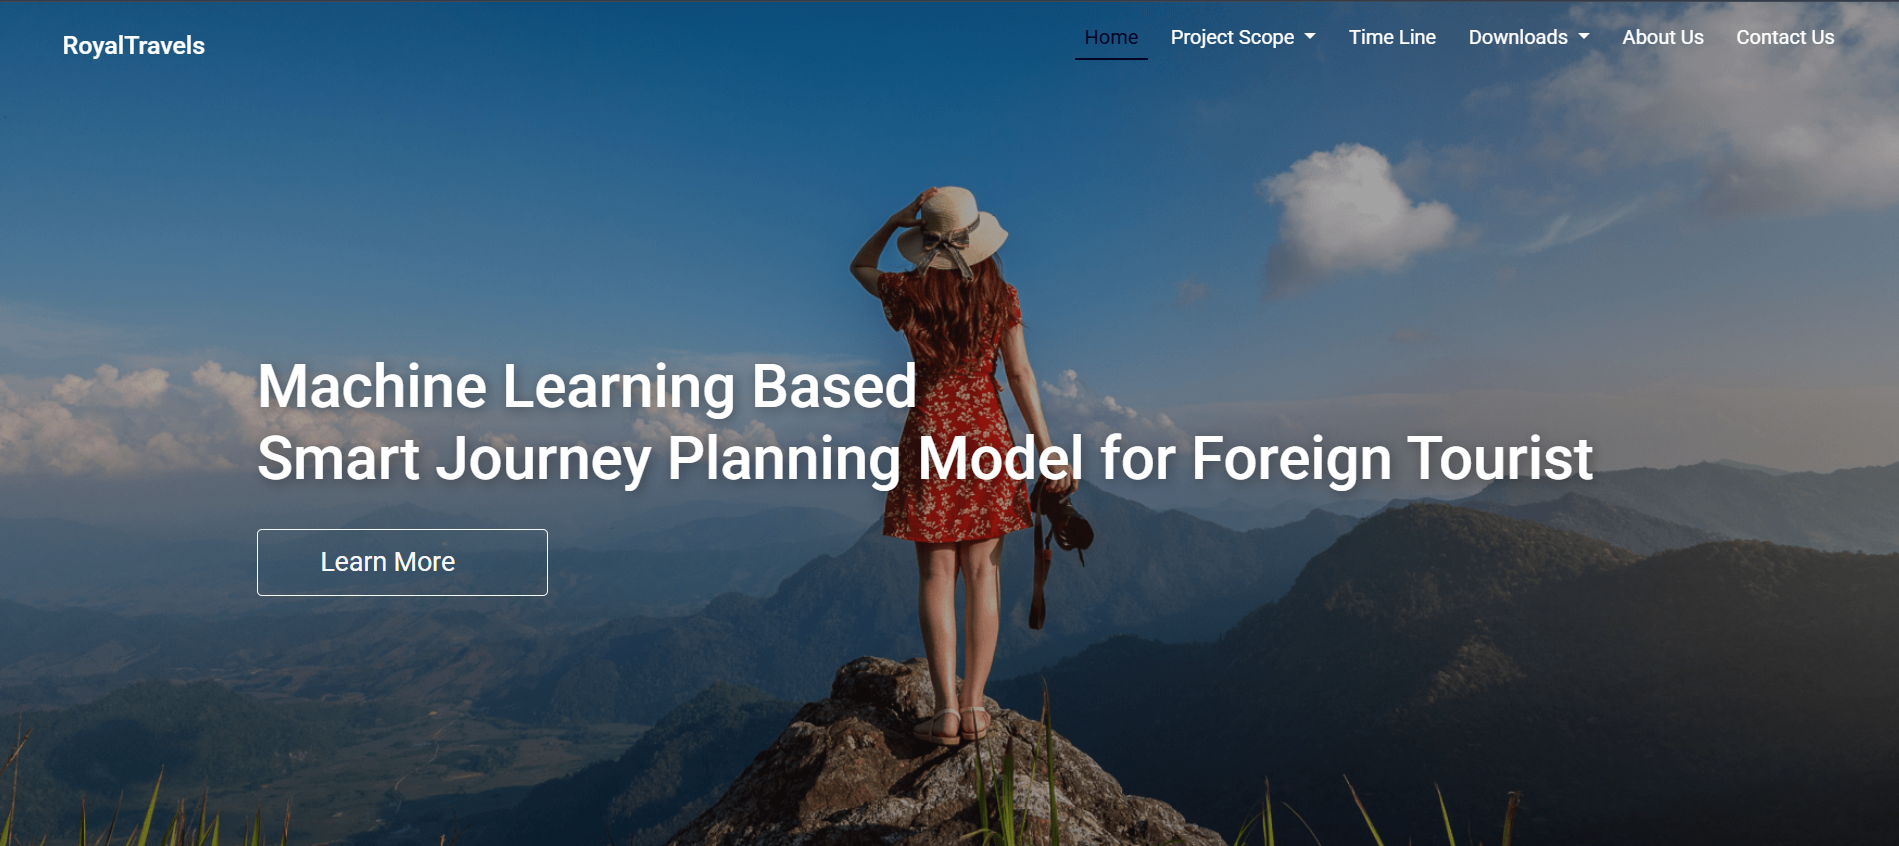 RoyalTravels
Home Project Scope Time Line Downloads About Us Contact Us
Machine Learning Based
Smart Journey Planning Model for Foreign Tourist
Learn More